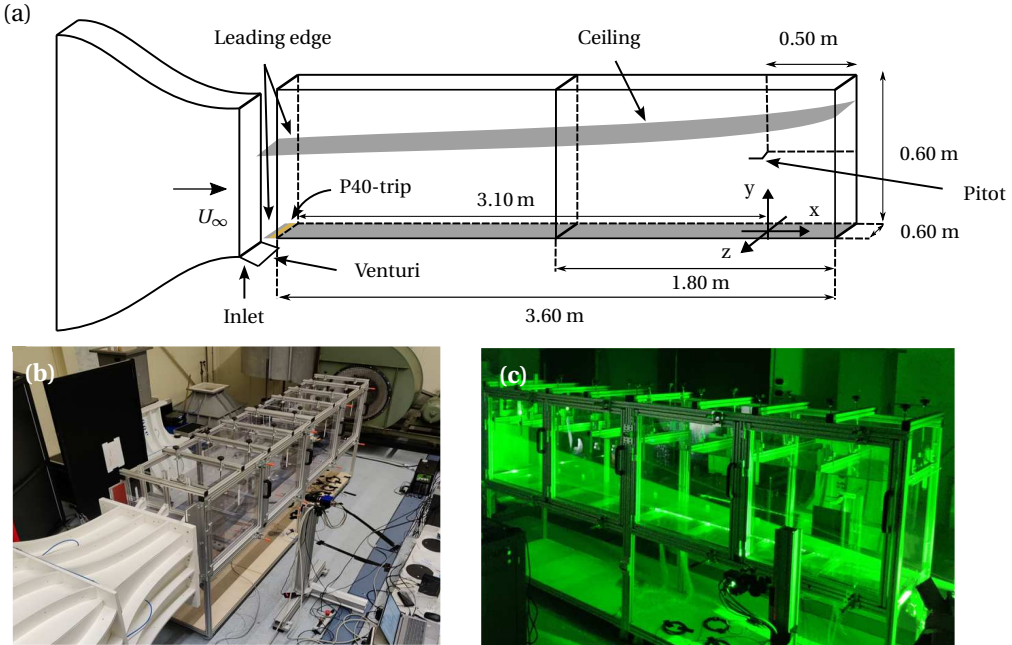 (a)
Leading edge
Ceiling
0.50 m
P40-trip
U∞
3.10 m
y
x
z
0.60 m
Pitot
0.60 m
Venturi
1.80 m
Inlet
3.60 m
(b)
(c)